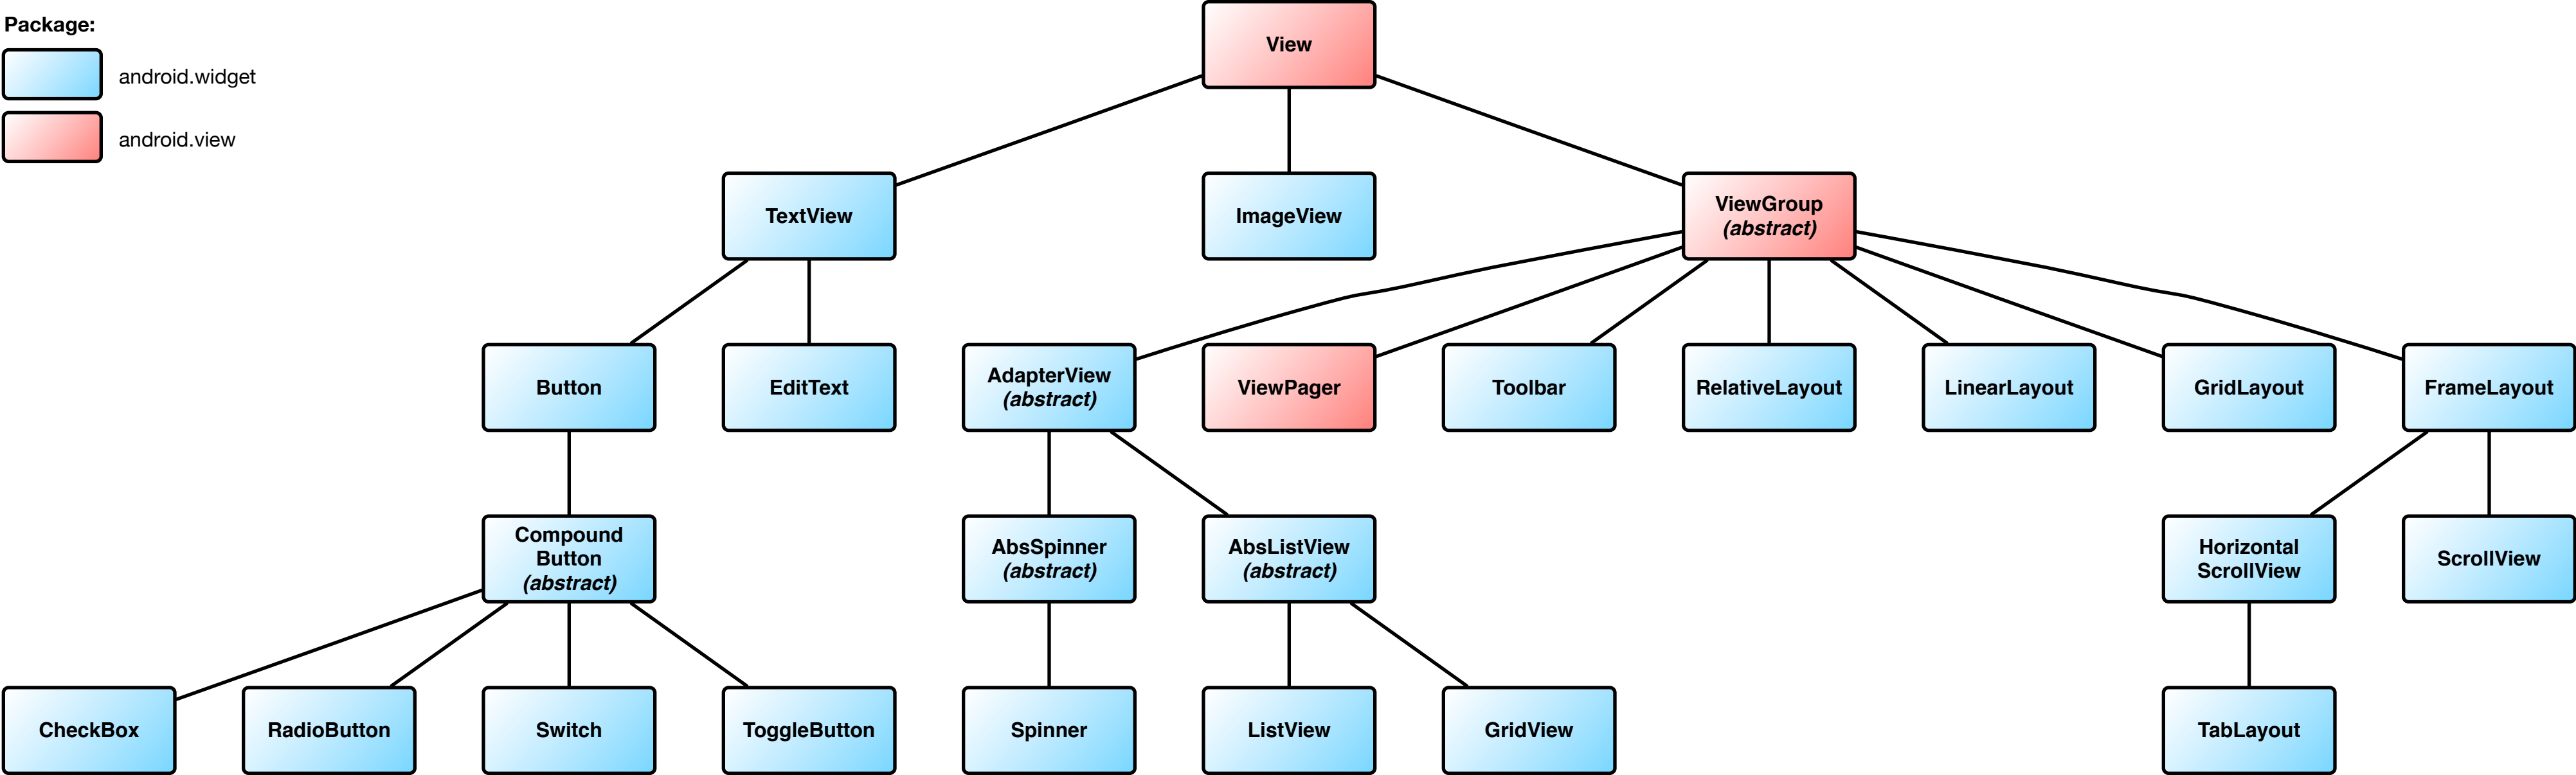 Package:
android.widget
android.view
View
TextView
ImageView
ViewGroup
(abstract)
Button
EditText
AdapterView
(abstract)
ViewPager
Toolbar
RelativeLayout
LinearLayout
GridLayout
FrameLayout
Compound
Button
(abstract)
AbsSpinner
(abstract)
AbsListView
(abstract)
Horizontal
ScrollView
ScrollView
CheckBox
RadioButton
Switch
ToggleButton
Spinner
ListView
GridView
TabLayout